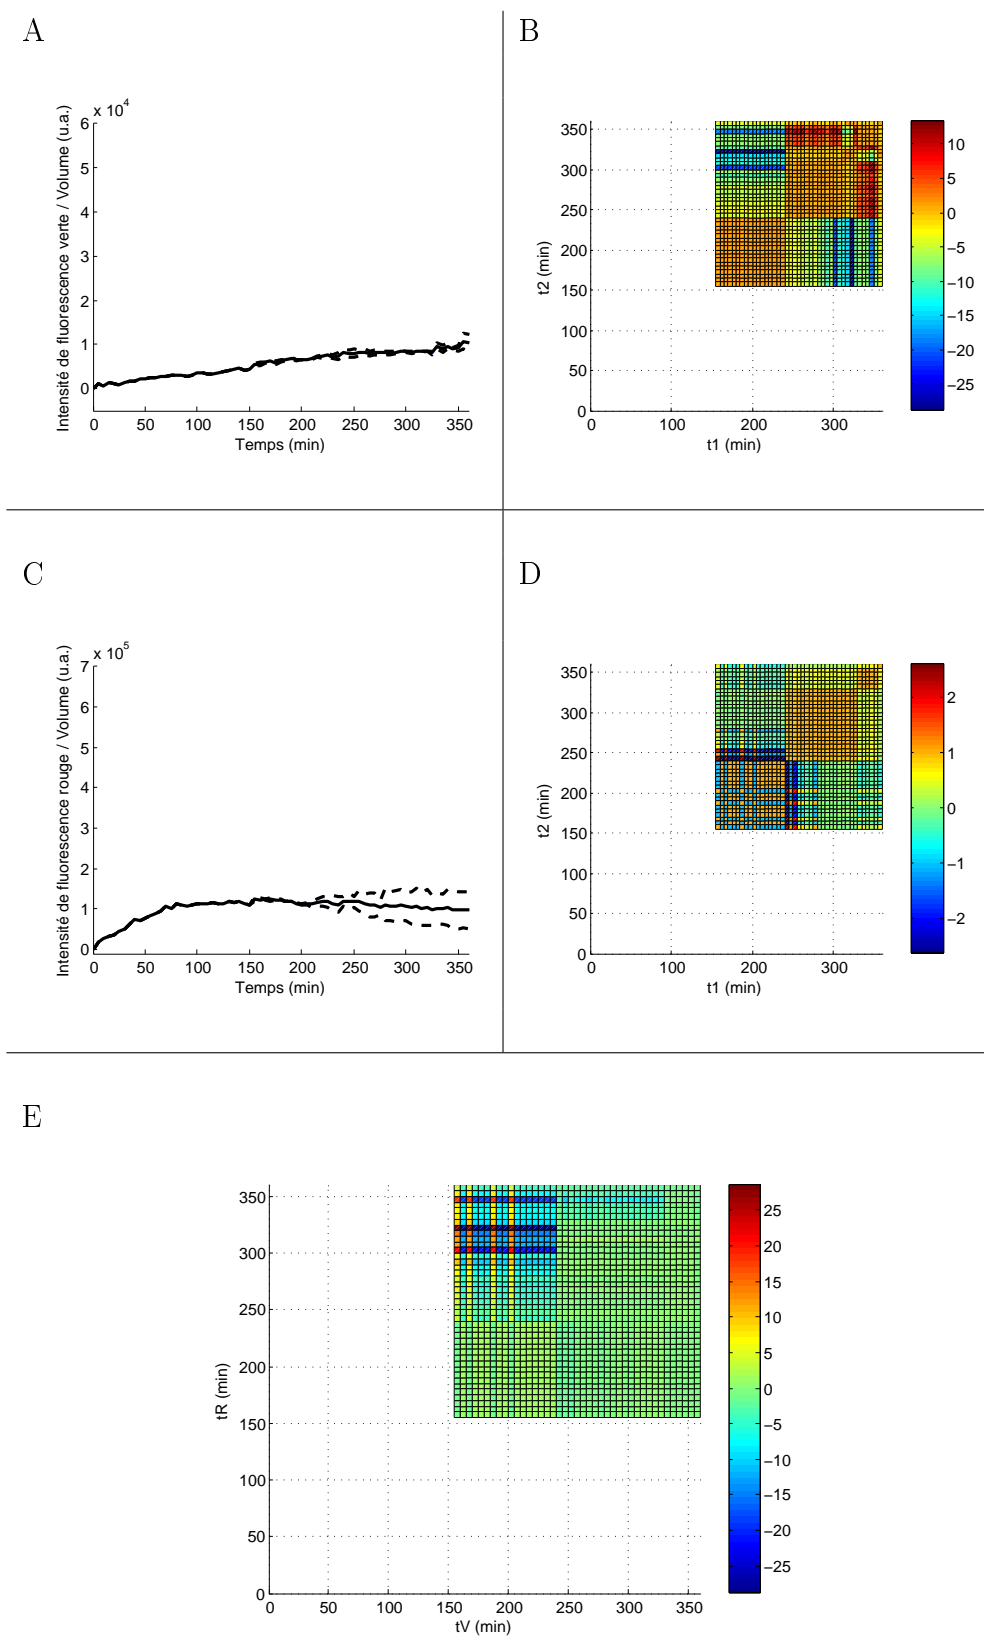 A
B
x 10^4
6
5
4
3
2
1
0
0 50 100 150 200 250 300 350
Intensité de fluorescence verte / Volume (u.a.)
Temps (min)
350
300
250
200
150
100
50
0
0 100 200 300
t2 (min)
t1 (min)
10
5
0
−5
−10
−15
−20
−25
C
D
x 10^5
7
6
5
4
3
2
1
0
0 50 100 150 200 250 300 350
Intensité de fluorescence rouge / Volume (u.a.)
Temps (min)
350
300
250
200
150
100
50
0
0 100 200 300
t2 (min)
t1 (min)
2
1
0
−1
−2
E
350
300
250
200
150
100
50
0
0 50 100 150 200 250 300 350
tR (min)
tV (min)
25
20
15
10
5
0
−5
−10
−15
−20
−25